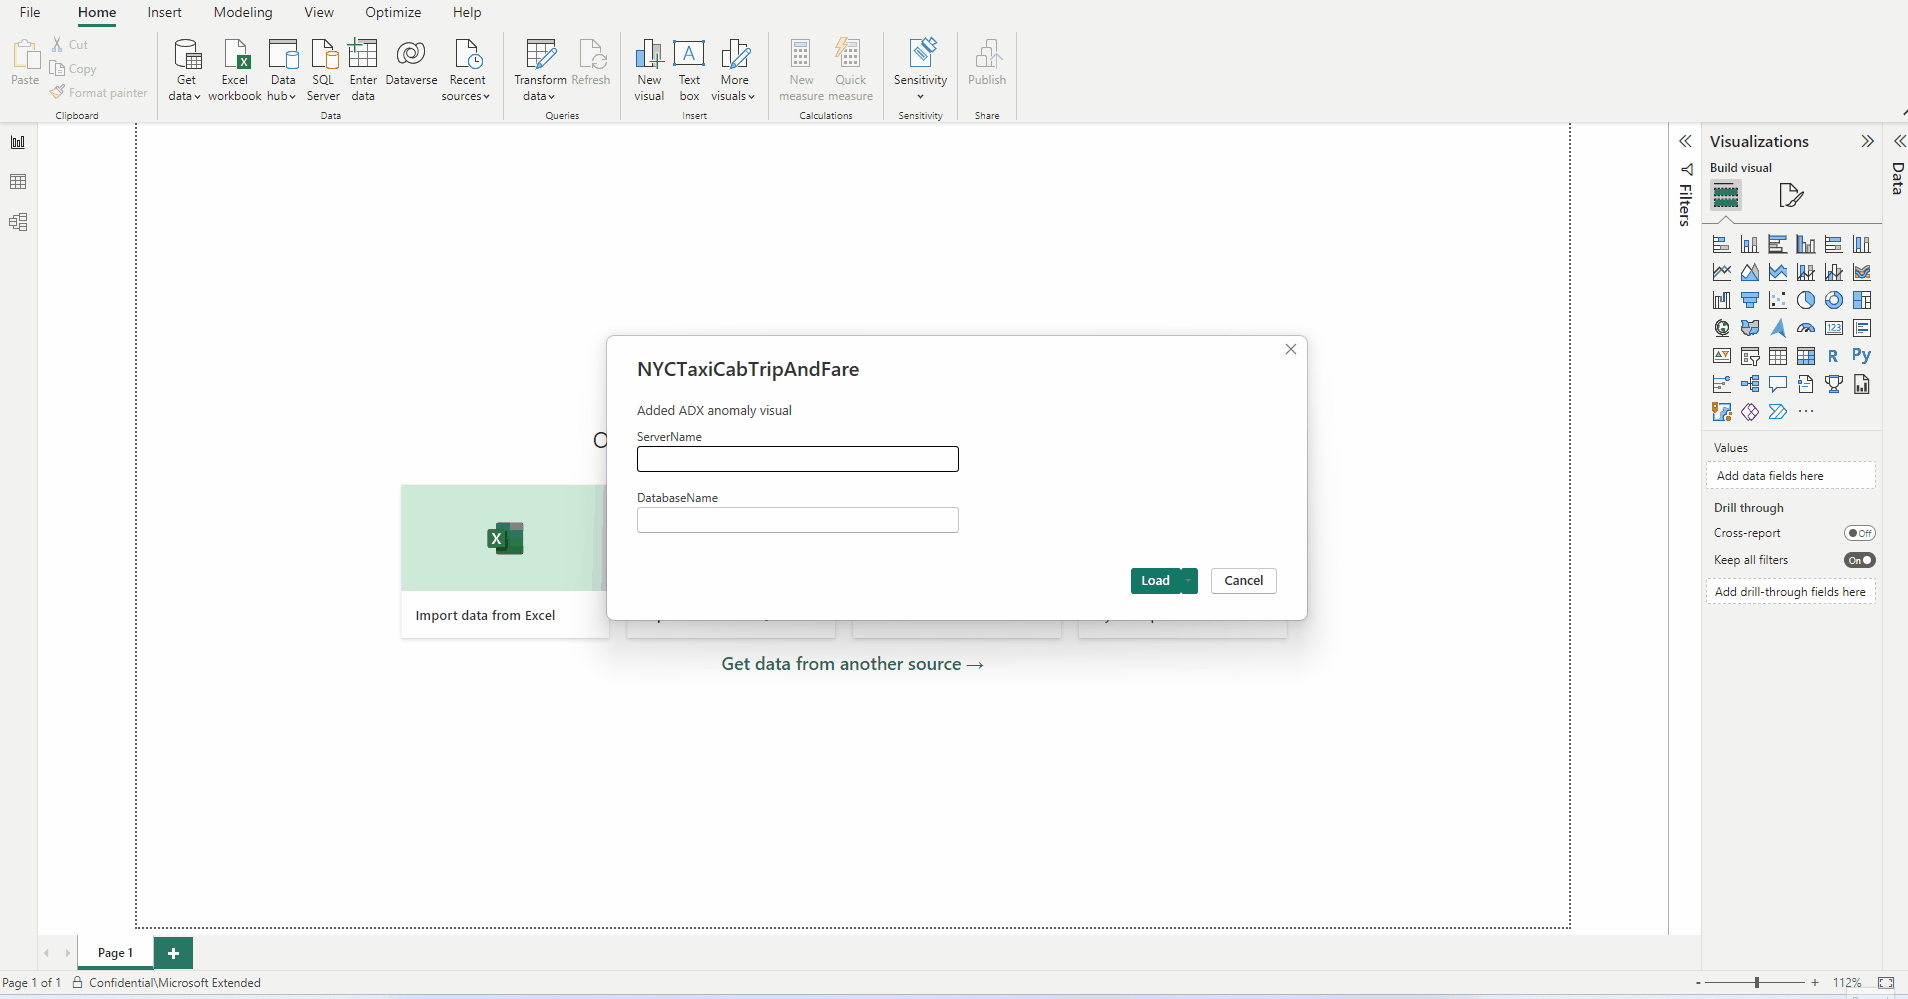 File Home Insert Modeling View Optimize Help
Paste
Cut
Copy
Format painter
Clipboard
Get data
Excel workbook
Data hub
SQL Server
Enter data
Dataverse
Recent sources
Data
Transform data
Refresh
Queries
New visual
Text box
More visuals
Insert
New measure
Quick measure
Calculations
Sensitivity
Sensitivity
Publish
Share
NYCTaxiCabTripAndFare
Added ADX anomaly visual
ServerName
DatabaseName
Load
Cancel
Import data from Excel
Get data from another source →
Filters
Visualizations
Build visual
123
R
Py
Values
Add data fields here
Drill through
Cross-report
Off
Keep all filters
On
Add drill-through fields here
Data
Page 1
+
Page 1 of 1
Confidential\Microsoft Extended
- + 112%